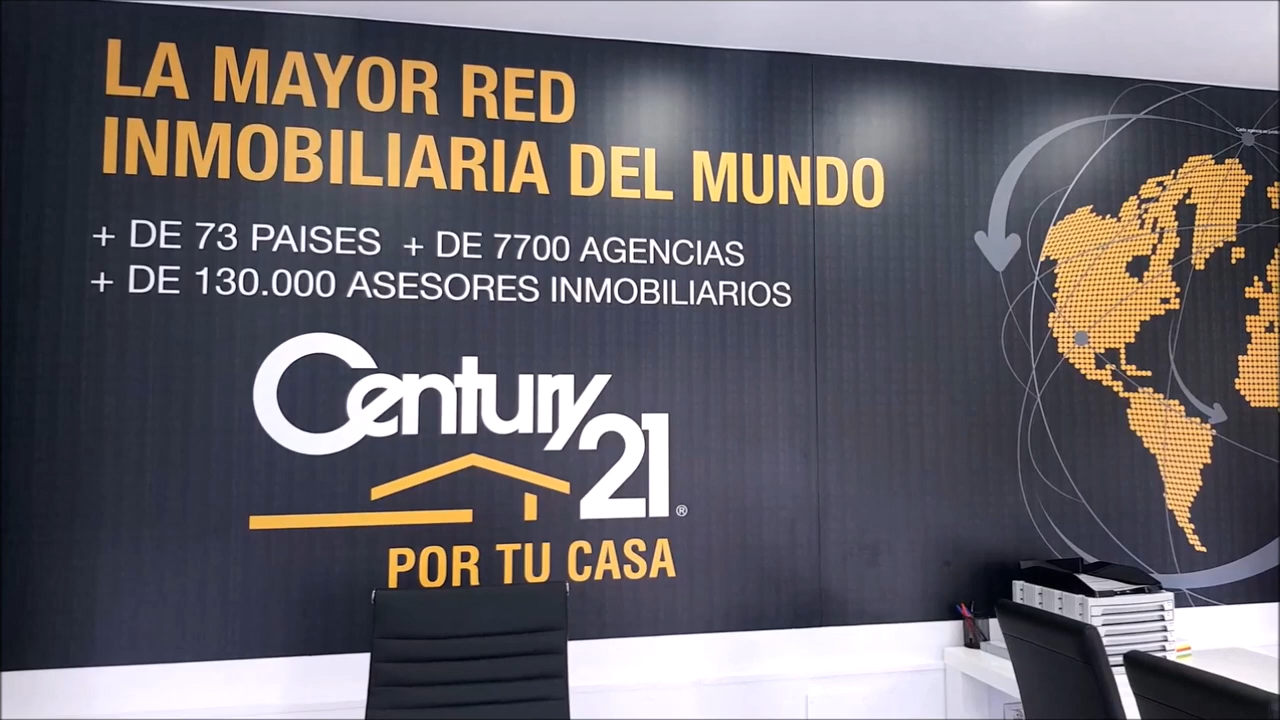 LA MAYOR RED
INMOBILIARIA DEL MUNDO
+ DE 73 PAISES + DE 7700 AGENCIAS
+ DE 130.000 ASESORES INMOBILIARIOS
Century
21®
POR TU CASA